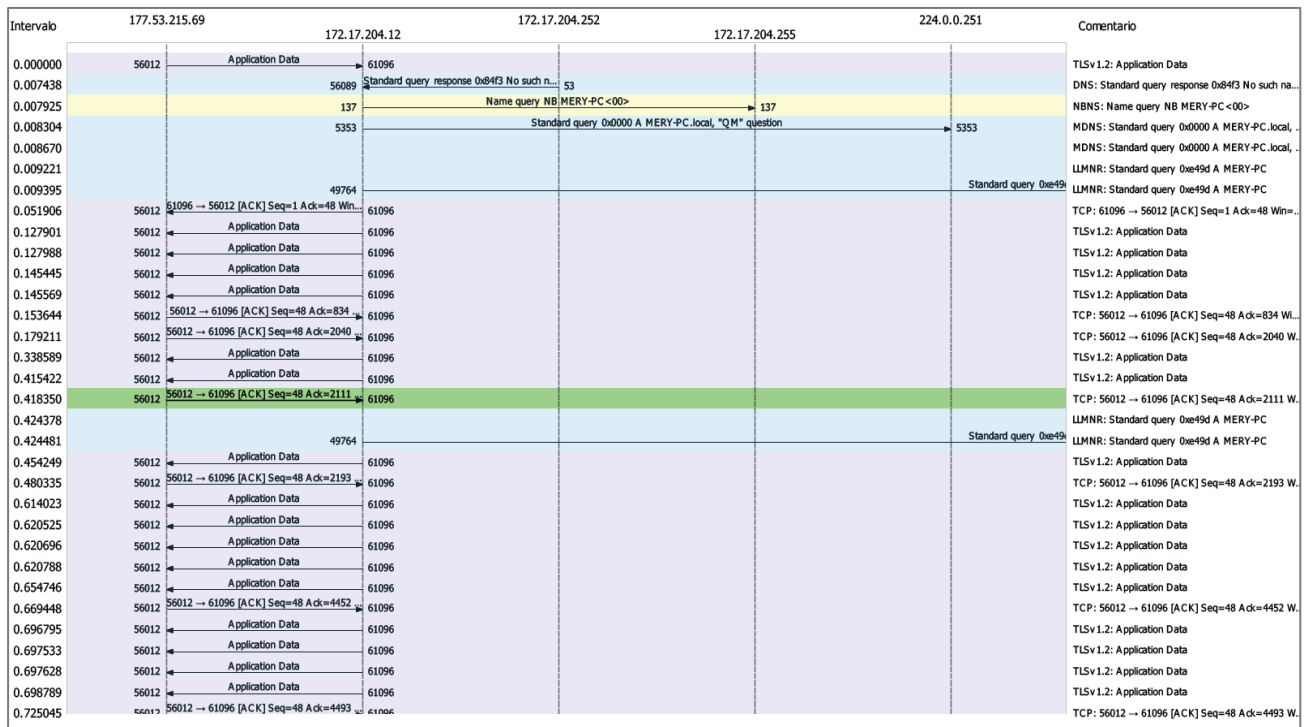 Intervalo 177.53.215.69 172.17.204.12 172.17.204.252 172.17.204.255 224.0.0.251 Comentario
0.000000 56012 Application Data 61096 TLSv1.2: Application Data
0.007438 56089 Standard query response 0x84f3 No such n... 53 DNS: Standard query response 0x84f3 No such na...
0.007925 137 Name query NB MERY-PC<00> 137 NBNS: Name query NB MERY-PC<00>
0.008304 5353 Standard query 0x0000 A MERY-PC.local, "QM" question 5353 MDNS: Standard query 0x0000 A MERY-PC.local, ..
0.008670 MDNS: Standard query 0x0000 A MERY-PC.local, ..
0.009221 LLMNR: Standard query 0xe49d A MERY-PC
0.009395 49764 Standard query 0xe49d LLMNR: Standard query 0xe49d A MERY-PC
0.051906 56012 61096 → 56012 [ACK] Seq=1 Ack=48 Win... 61096 TCP: 61096 → 56012 [ACK] Seq=1 Ack=48 Win=..
0.127901 56012 Application Data 61096 TLSv1.2: Application Data
0.127988 56012 Application Data 61096 TLSv1.2: Application Data
0.145445 56012 Application Data 61096 TLSv1.2: Application Data
0.145569 56012 Application Data 61096 TLSv1.2: Application Data
0.153644 56012 56012 → 61096 [ACK] Seq=48 Ack=834 ... 61096 TCP: 56012 → 61096 [ACK] Seq=48 Ack=834 Wi...
0.179211 56012 56012 → 61096 [ACK] Seq=48 Ack=2040 ... 61096 TCP: 56012 → 61096 [ACK] Seq=48 Ack=2040 W..
0.338589 56012 Application Data 61096 TLSv1.2: Application Data
0.415422 56012 Application Data 61096 TLSv1.2: Application Data
0.418350 56012 56012 → 61096 [ACK] Seq=48 Ack=2111 ... 61096 TCP: 56012 → 61096 [ACK] Seq=48 Ack=2111 W..
0.424378 LLMNR: Standard query 0xe49d A MERY-PC
0.424481 49764 Standard query 0xe49d LLMNR: Standard query 0xe49d A MERY-PC
0.454249 56012 Application Data 61096 TLSv1.2: Application Data
0.480335 56012 56012 → 61096 [ACK] Seq=48 Ack=2193 ... 61096 TCP: 56012 → 61096 [ACK] Seq=48 Ack=2193 W..
0.614023 56012 Application Data 61096 TLSv1.2: Application Data
0.620525 56012 Application Data 61096 TLSv1.2: Application Data
0.620696 56012 Application Data 61096 TLSv1.2: Application Data
0.620788 56012 Application Data 61096 TLSv1.2: Application Data
0.654746 56012 Application Data 61096 TLSv1.2: Application Data
0.669448 56012 56012 → 61096 [ACK] Seq=48 Ack=4452 ... 61096 TCP: 56012 → 61096 [ACK] Seq=48 Ack=4452 W..
0.696795 56012 Application Data 61096 TLSv1.2: Application Data
0.697533 56012 Application Data 61096 TLSv1.2: Application Data
0.697628 56012 Application Data 61096 TLSv1.2: Application Data
0.698789 56012 Application Data 61096 TLSv1.2: Application Data
0.725045 56012 56012 → 61096 [ACK] Seq=48 Ack=4493 ... 61096 TCP: 56012 → 61096 [ACK] Seq=48 Ack=4493 W..